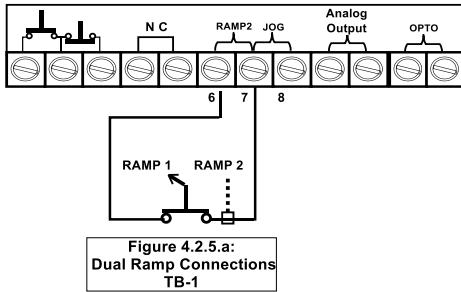 N C
RAMP2
JOG
Analog
Output
OPTO
6
7
8
RAMP 1
RAMP 2
Figure 4.2.5.a:
Dual Ramp Connections
TB-1